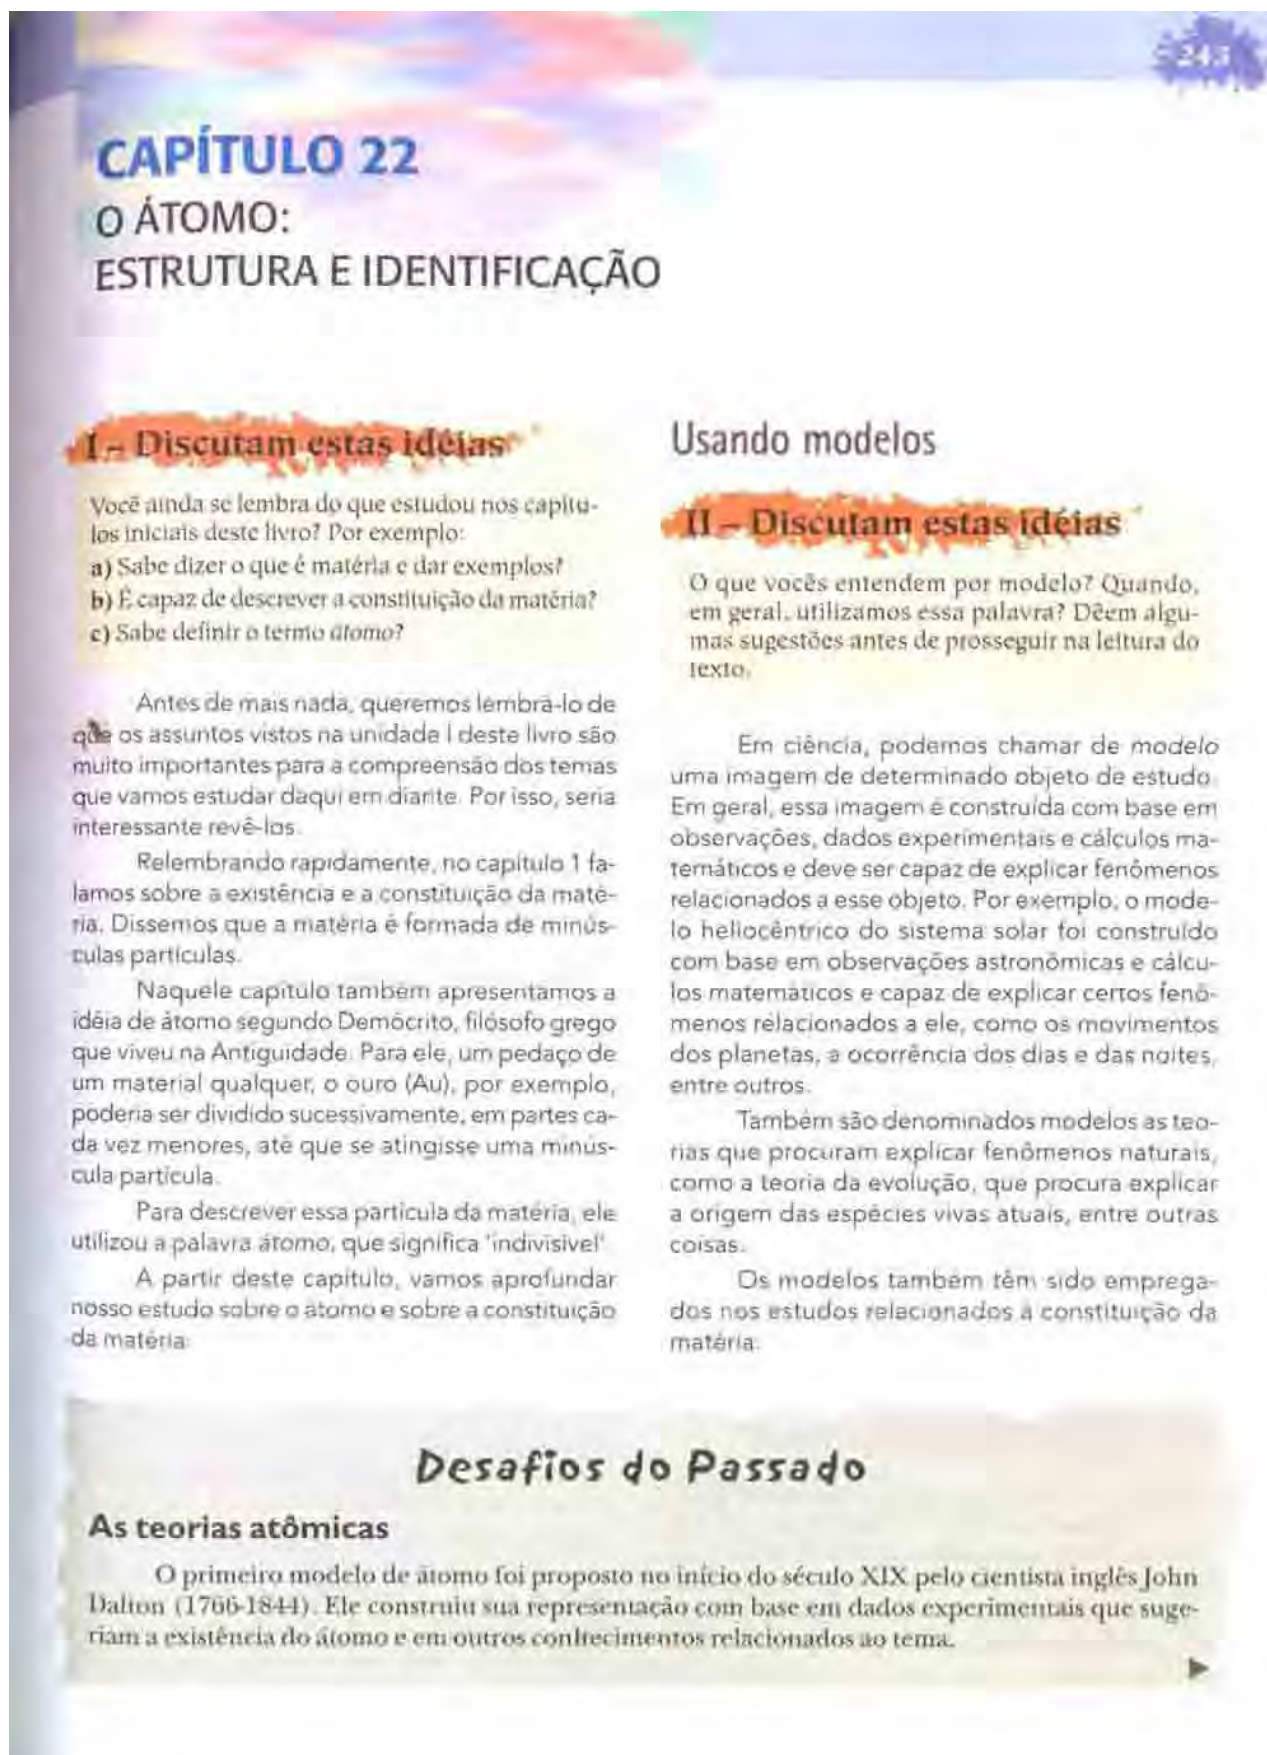 243
CAPÍTULO 22
O ÁTOMO:
ESTRUTURA E IDENTIFICAÇÃO
I – Discutam estas idéias
Você ainda se lembra do que estudou nos capítu-
los iniciais deste livro? Por exemplo:
a) Sabe dizer o que é matéria e dar exemplos?
b) É capaz de descrever a constituição da matéria?
c) Sabe definir o termo átomo?
Antes de mais nada, queremos lembrá-lo de
que os assuntos vistos na unidade I deste livro são
muito importantes para a compreensão dos temas
que vamos estudar daqui em diante. Por isso, seria
interessante revê-los.
Relembrando rapidamente, no capítulo 1 fa-
lamos sobre a existência e a constituição da maté-
ria. Dissemos que a matéria é formada de minús-
culas partículas.
Naquele capítulo também apresentamos a
idéia de átomo segundo Demócrito, filósofo grego
que viveu na Antiguidade. Para ele, um pedaço de
um material qualquer, o ouro (Au), por exemplo,
poderia ser dividido sucessivamente, em partes ca-
da vez menores, até que se atingisse uma minús-
cula partícula.
Para descrever essa partícula da matéria, ele
utilizou a palavra átomo, que significa 'indivisível'.
A partir deste capítulo, vamos aprofundar
nosso estudo sobre o átomo e sobre a constituição
da matéria.
Usando modelos
II – Discutam estas idéias
O que vocês entendem por modelo? Quando,
em geral, utilizamos essa palavra? Dêem algu-
mas sugestões antes de prosseguir na leitura do
texto.
Em ciência, podemos chamar de modelo
uma imagem de determinado objeto de estudo.
Em geral, essa imagem é construída com base em
observações, dados experimentais e cálculos ma-
temáticos e deve ser capaz de explicar fenômenos
relacionados a esse objeto. Por exemplo, o mode-
lo heliocêntrico do sistema solar foi construído
com base em observações astronômicas e cálcu-
los matemáticos e capaz de explicar certos fenô-
menos relacionados a ele, como os movimentos
dos planetas, a ocorrência dos dias e das noites,
entre outros.
Também são denominados modelos as teo-
rias que procuram explicar fenômenos naturais,
como a teoria da evolução, que procura explicar
a origem das espécies vivas atuais, entre outras
coisas.
Os modelos também têm sido emprega-
dos nos estudos relacionados à constituição da
matéria.
Desafios do Passado
As teorias atômicas
O primeiro modelo de átomo foi proposto no início do século XIX pelo cientista inglês John
Dalton (1766-1844). Ele construiu sua representação com base em dados experimentais que suge-
riam a existência do átomo e em outros conhecimentos relacionados ao tema.